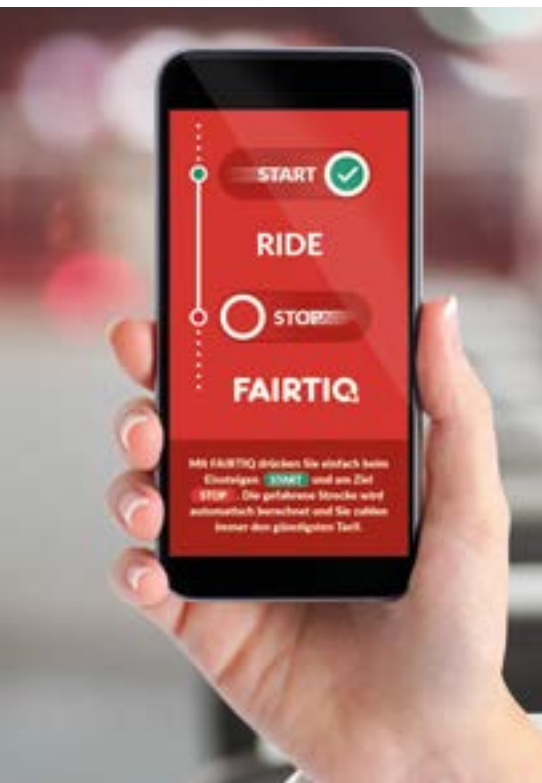 START
RIDE
STOP
FAIRTIQ
Mit FAIRTIQ drücken Sie einfach beim
Einsteigen START und am Ziel
STOP . Die gefahrene Strecke wird
automatisch berechnet und Sie zahlen
immer den günstigsten Tarif.